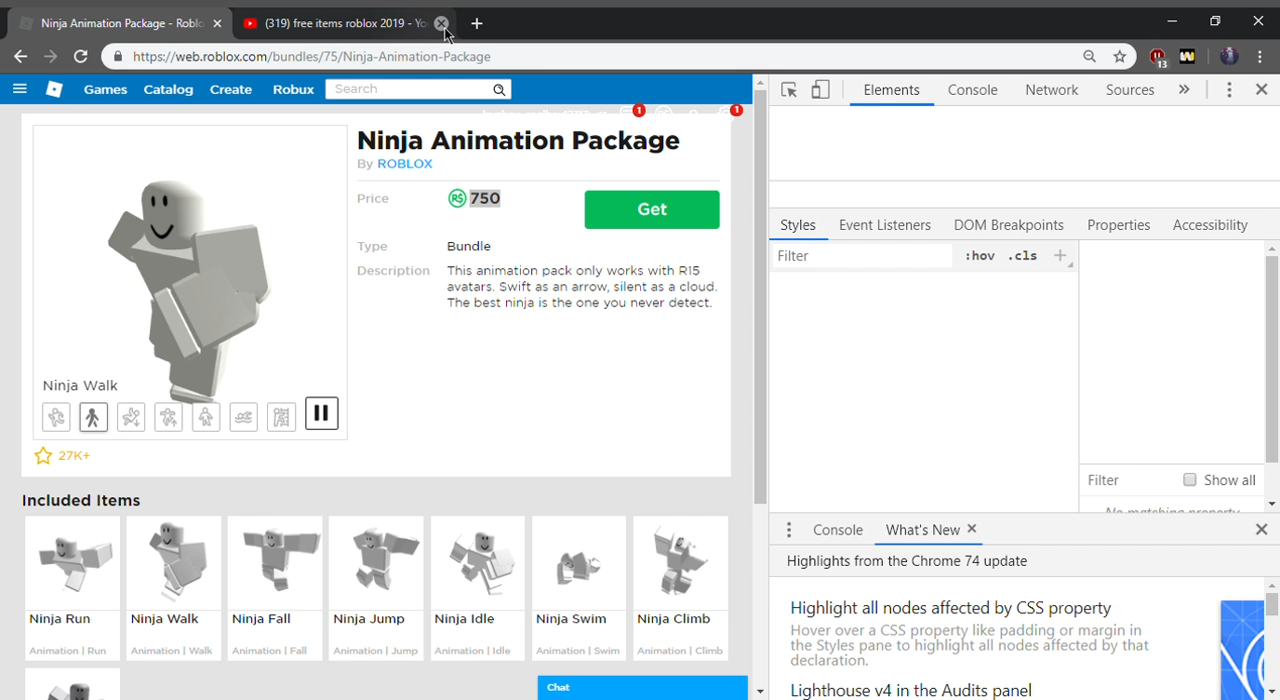 Ninja Animation Package - Roblo
(319) free items roblox 2019 - Yo
https://web.roblox.com/bundles/75/Ninja-Animation-Package
13
Games Catalog Create Robux Search
1 1
Ninja Animation Package
By ROBLOX
Price R$ 750 Get
Type Bundle
Description This animation pack only works with R15
avatars. Swift as an arrow, silent as a cloud.
The best ninja is the one you never detect.
Ninja Walk
27K+
Included Items
Ninja Run Ninja Walk Ninja Fall Ninja Jump Ninja Idle Ninja Swim Ninja Climb
Animation | Run Animation | Walk Animation | Fall Animation | Jump Animation | Idle Animation | Swim Animation | Climb
Chat
Elements Console Network Sources »
Styles Event Listeners DOM Breakpoints Properties Accessibility
Filter :hov .cls +
Filter Show all
No matching property
Console What's New
Highlights from the Chrome 74 update
Highlight all nodes affected by CSS property
Hover over a CSS property like padding or margin in
the Styles pane to highlight all nodes affected by that
declaration.
Lighthouse v4 in the Audits panel